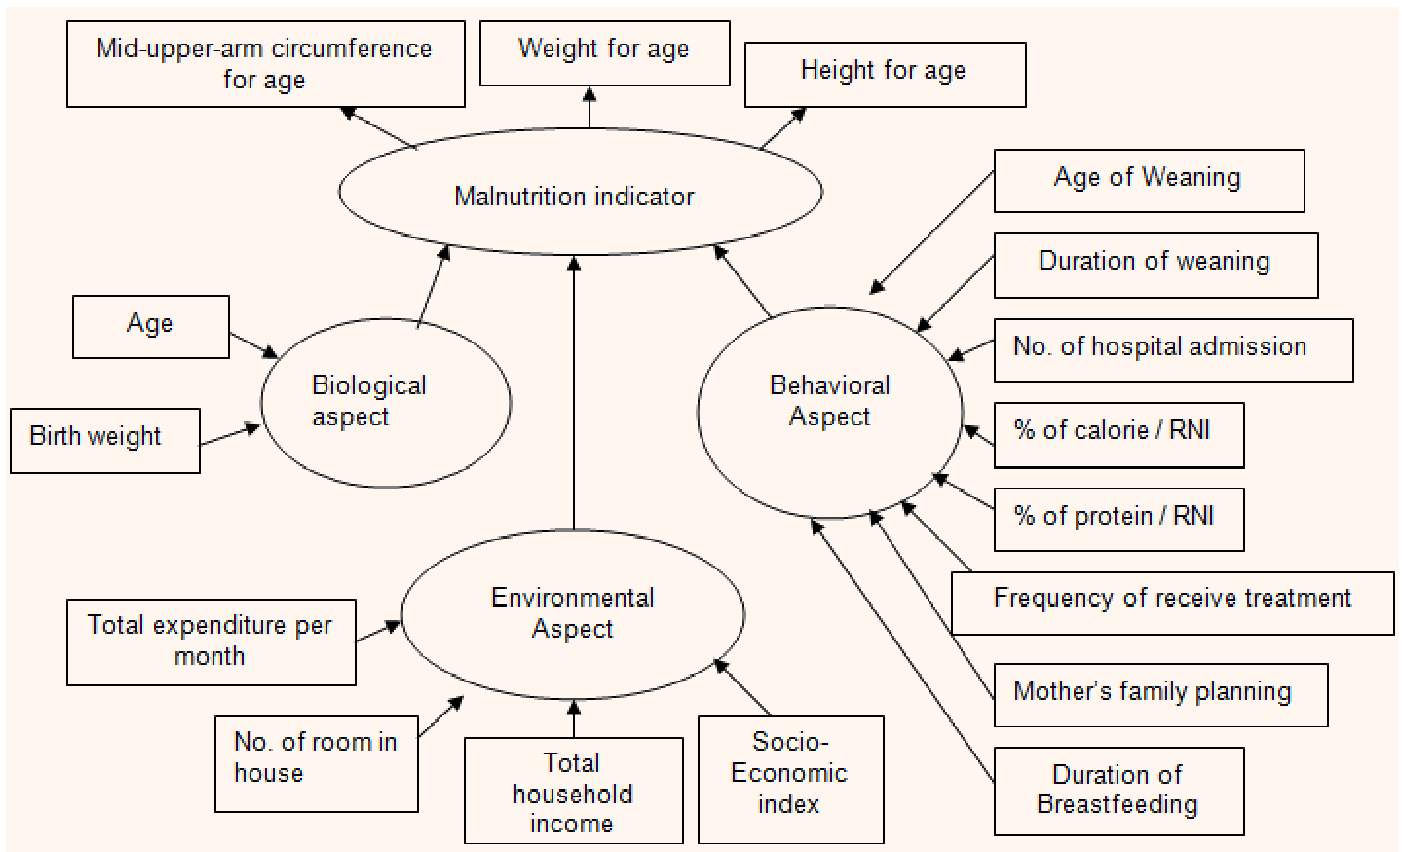 Mid-upper-arm circumference
for age
Weight for age
Height for age
Malnutrition indicator
Age of Weaning
Duration of weaning
No. of hospital admission
% of calorie / RNI
% of protein / RNI
Frequency of receive treatment
Mother's family planning
Duration of
Breastfeeding
Behavioral
Aspect
Age
Birth weight
Biological
aspect
Environmental
Aspect
Total expenditure per
month
No. of room in
house
Total
household
income
Socio-
Economic
index